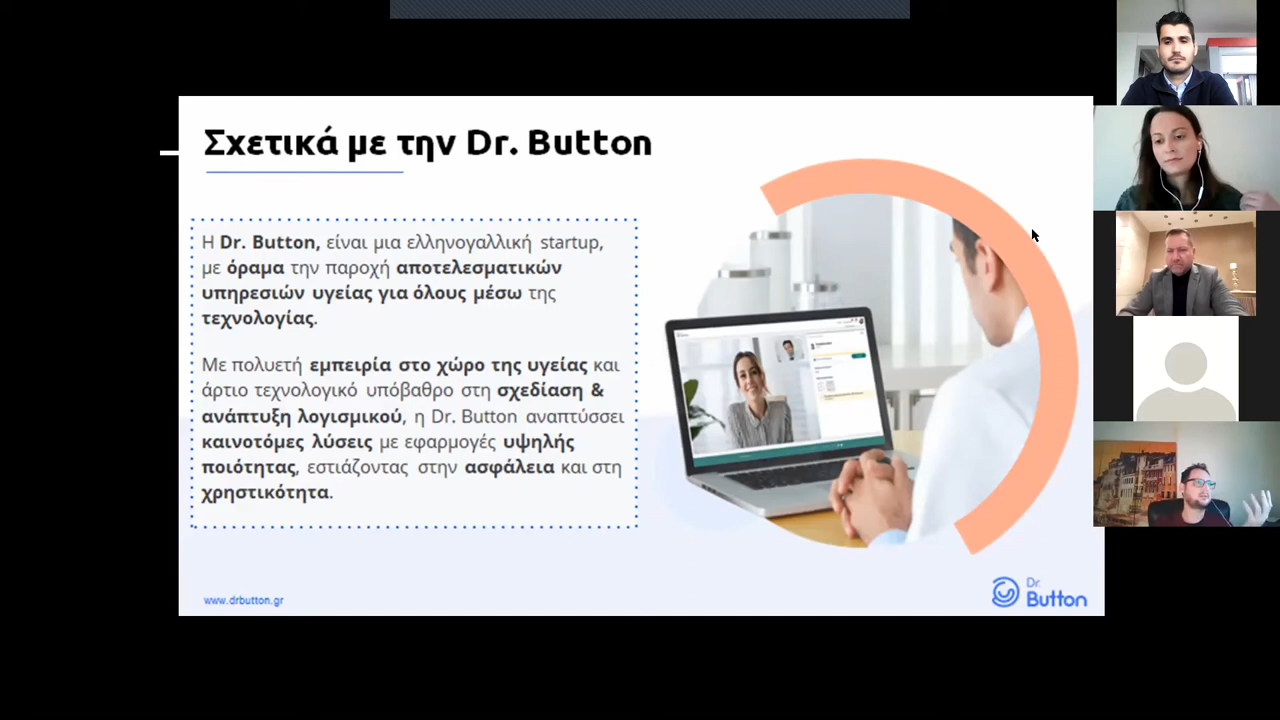 Σχετικά με την Dr. Button
Η Dr. Button, είναι μια ελληνογαλλική startup,
με όραμα την παροχή αποτελεσματικών
υπηρεσιών υγείας για όλους μέσω της
τεχνολογίας.
Με πολυετή εμπειρία στο χώρο της υγείας και
άρτιο τεχνολογικό υπόβαθρο στη σχεδίαση &
ανάπτυξη λογισμικού, η Dr. Button αναπτύσσει
καινοτόμες λύσεις με εφαρμογές υψηλής
ποιότητας, εστιάζοντας στην ασφάλεια και στη
χρηστικότητα.
www.drbutton.gr
Dr.
Button